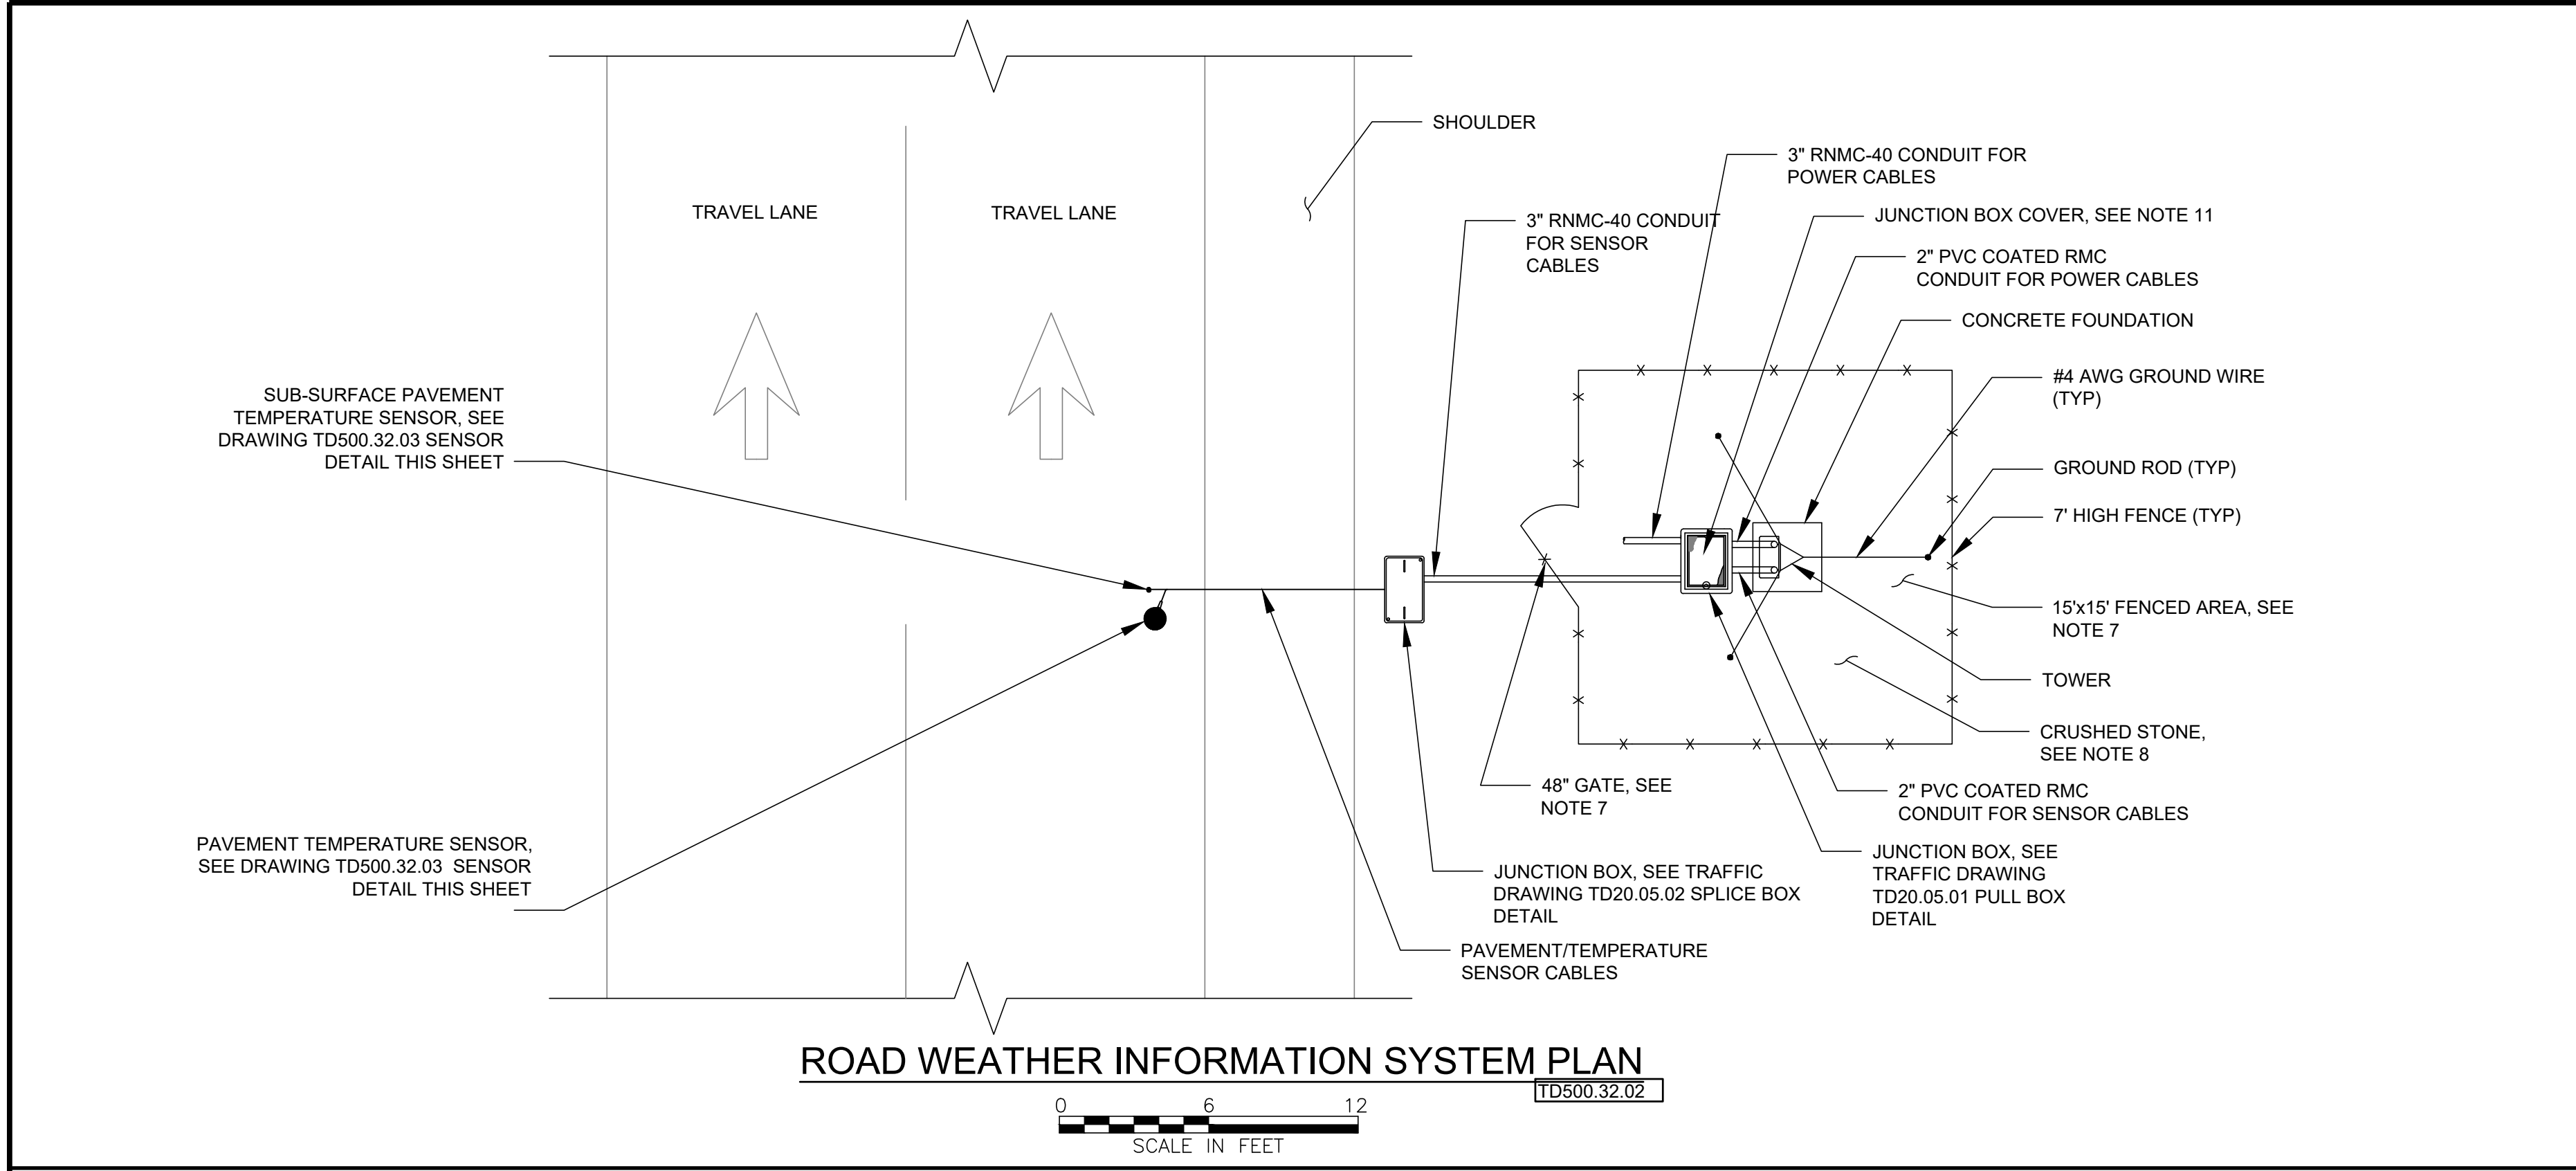 SHOULDER
3" RNMC-40 CONDUIT FOR
POWER CABLES
TRAVEL LANE
TRAVEL LANE
3" RNMC-40 CONDUIT
FOR SENSOR
CABLES
JUNCTION BOX COVER, SEE NOTE 11
2" PVC COATED RMC
CONDUIT FOR POWER CABLES
CONCRETE FOUNDATION
#4 AWG GROUND WIRE
(TYP)
SUB-SURFACE PAVEMENT
TEMPERATURE SENSOR, SEE
DRAWING TD500.32.03 SENSOR
DETAIL THIS SHEET
GROUND ROD (TYP)
7' HIGH FENCE (TYP)
15'x15' FENCED AREA, SEE
NOTE 7
TOWER
CRUSHED STONE,
SEE NOTE 8
48" GATE, SEE
NOTE 7
2" PVC COATED RMC
CONDUIT FOR SENSOR CABLES
PAVEMENT TEMPERATURE SENSOR,
SEE DRAWING TD500.32.03 SENSOR
DETAIL THIS SHEET
JUNCTION BOX, SEE TRAFFIC
DRAWING TD20.05.02 SPLICE BOX
DETAIL
JUNCTION BOX, SEE
TRAFFIC DRAWING
TD20.05.01 PULL BOX
DETAIL
PAVEMENT/TEMPERATURE
SENSOR CABLES
ROAD WEATHER INFORMATION SYSTEM PLAN
TD500.32.02
0 6 12
SCALE IN FEET